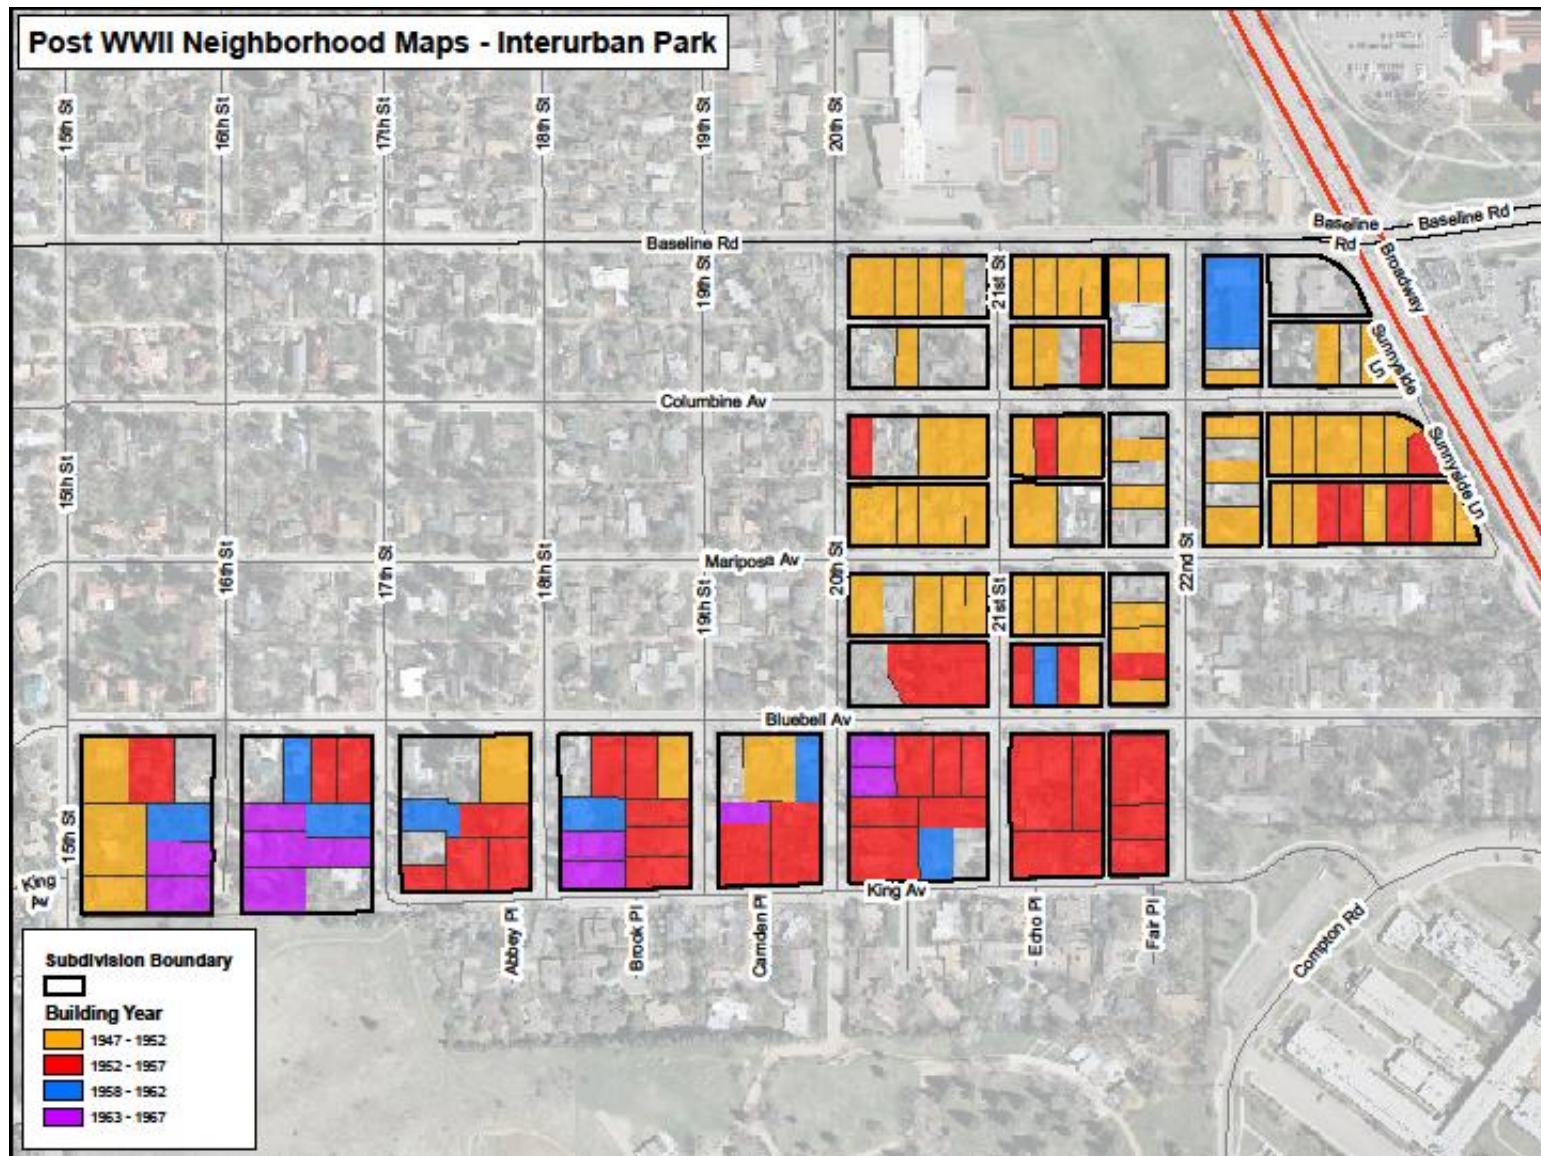 Post WWII Neighborhood Maps - Interurban Park
15th St
16th St
17th St
18th St
19th St
20th St
Baseline Rd
Baseline Rd
Baseline Rd
Broadway
19th St
21st St
Sunnyside Ln
Columbine Av
Sunnyside Ln
15th St
16th St
17th St
18th St
Mariposa Av
19th St
20th St
21st St
22nd St
Bluebell Av
15th St
King Av
King Av
Abbey Pl
Brook Pl
Camden Pl
Echo Pl
Fair Pl
Compton Rd
Subdivision Boundary
Building Year
1947 - 1952
1952 - 1957
1958 - 1962
1963 - 1967